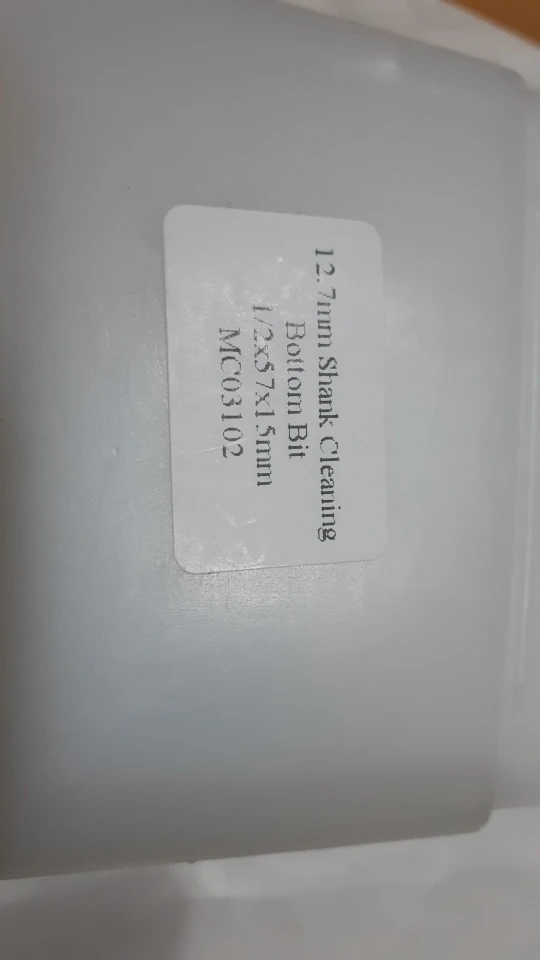 12.7mm Shank Cleaning
Bottom Bit
1/2x57x15mm
MC03102